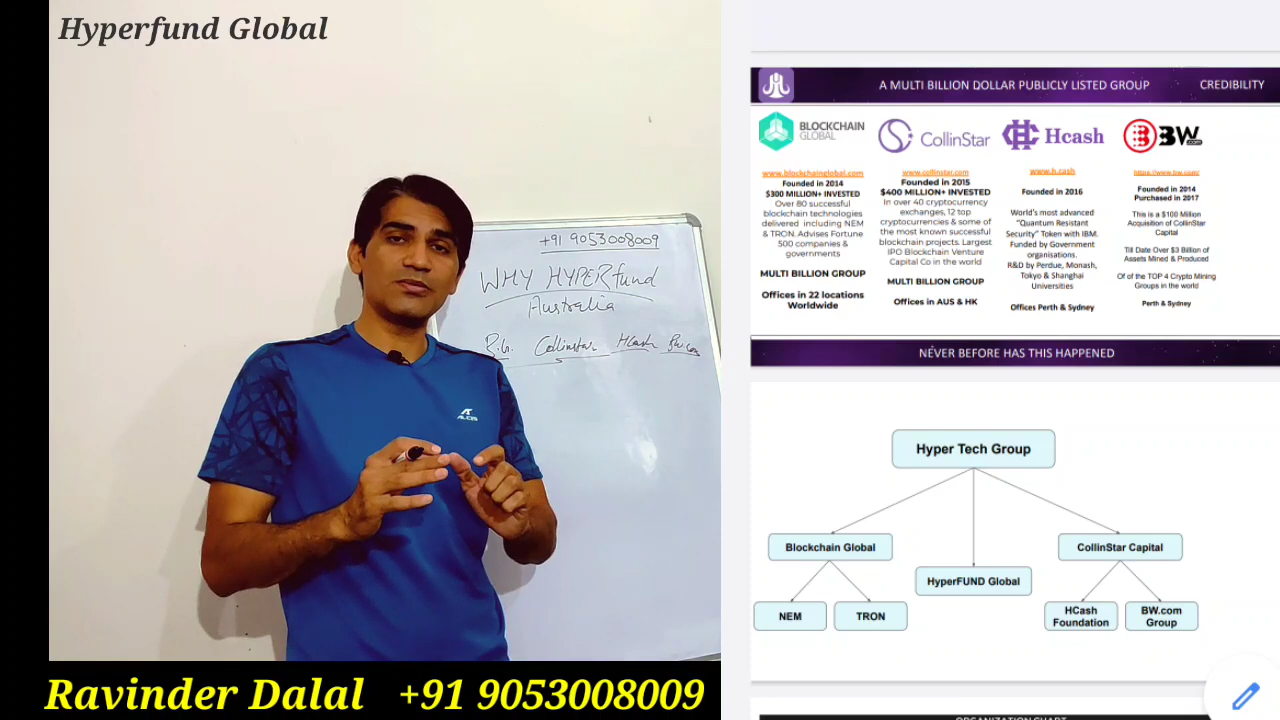 Hyperfund Global
+91 9053008009
WHY HYPERfund
Australia
B.G. Collinstar HCash Bw.com
ALCIS
Ravinder Dalal +91 9053008009
A MULTI BILLION DOLLAR PUBLICLY LISTED GROUP CREDIBILITY
BLOCKCHAIN
GLOBAL
www.blockchainglobal.com
Founded in 2014
$300 MILLION+ INVESTED
Over 80 successful
blockchain technologies
delivered including NEM
& TRON. Advises Fortune
500 companies &
governments
MULTI BILLION GROUP
Offices in 22 locations
Worldwide
CollinStar
www.collinstar.com
Founded in 2015
$400 MILLION+ INVESTED
In over 40 cryptocurrency
exchanges, 12 top
cryptocurrencies & some of
the most known successful
blockchain projects. Largest
IPO Blockchain Venture
Capital Co in the world
MULTI BILLION GROUP
Offices in AUS & HK
Hcash
www.h.cash
Founded in 2016
World's most advanced
"Quantum Resistant
Security" Token with IBM.
Funded by Government
organisations.
R&D by Perdue, Monash,
Tokyo & Shanghai
Universities
Offices Perth & Sydney
BW.com
https://www.bw.com/
Founded in 2014
Purchased in 2017
This is a $100 Million
Acquisition of CollinStar
Capital
Till Date Over $3 Billion of
Assets Mined & Produced
Of of the TOP 4 Crypto Mining
Groups in the world
Perth & Sydney
NEVER BEFORE HAS THIS HAPPENED
Hyper Tech Group
Blockchain Global
CollinStar Capital
HyperFUND Global
NEM
TRON
HCash
Foundation
BW.com
Group
ORGANIZATION CHART